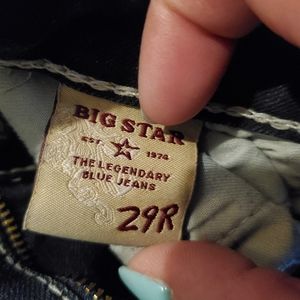 BIG STAR
EST 1974
THE LEGENDARY
BLUE JEANS
29R